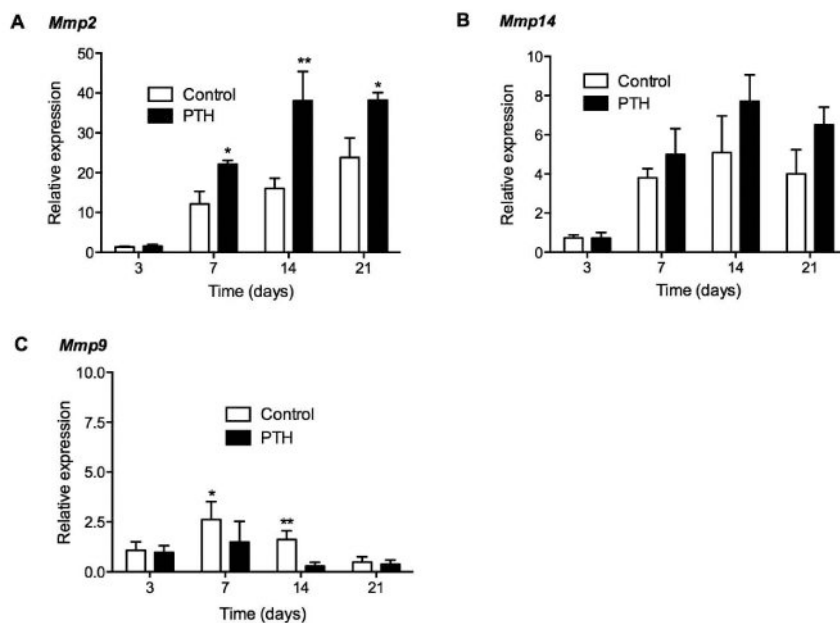 A Mmp2
50
40
30
20
10
0
Relative expression
Control
PTH
*
**
*
3 7 14 21
Time (days)
B Mmp14
10
8
6
4
2
0
Relative expression
Control
PTH
3 7 14 21
Time (days)
C Mmp9
10.0
7.5
5.0
2.5
0.0
Relative expression
Control
PTH
*
**
3 7 14 21
Time (days)